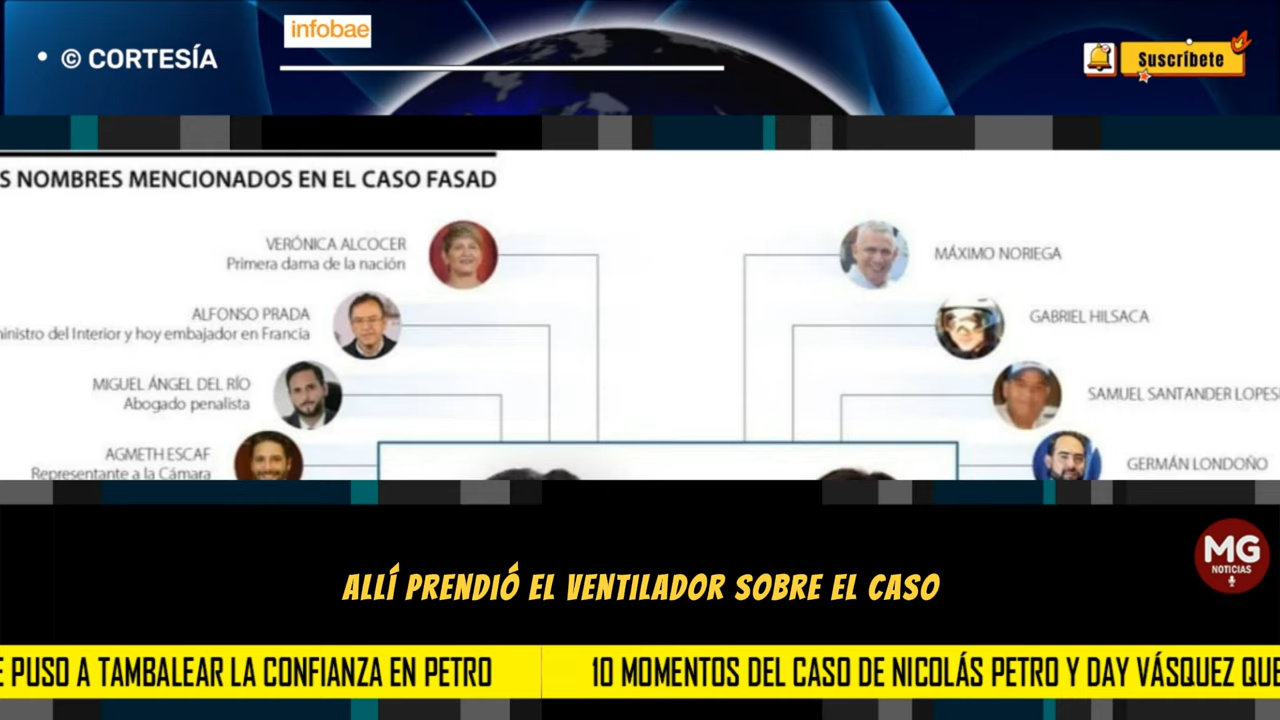 infobae
• © CORTESÍA
Suscríbete
S NOMBRES MENCIONADOS EN EL CASO FASAD
VERÓNICA ALCOCER
Primera dama de la nación
MÁXIMO NORIEGA
ALFONSO PRADA
ministro del Interior y hoy embajador en Francia
GABRIEL HILSACA
MIGUEL ÁNGEL DEL RÍO
Abogado penalista
SAMUEL SANTANDER LOPES
AGMETH ESCAF
Representante a la Cámara
GERMÁN LONDOÑO
MG
NOTICIAS
ALLÍ PRENDIÓ EL VENTILADOR SOBRE EL CASO
E PUSO A TAMBALEAR LA CONFIANZA EN PETRO
10 MOMENTOS DEL CASO DE NICOLÁS PETRO Y DAY VÁSQUEZ QUE